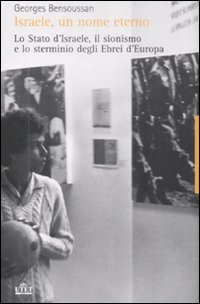 Georges Bensoussan
Israele, un nome eterno
Lo Stato d'Israele, il sionismo
e lo sterminio degli Ebrei d'Europa
UTET